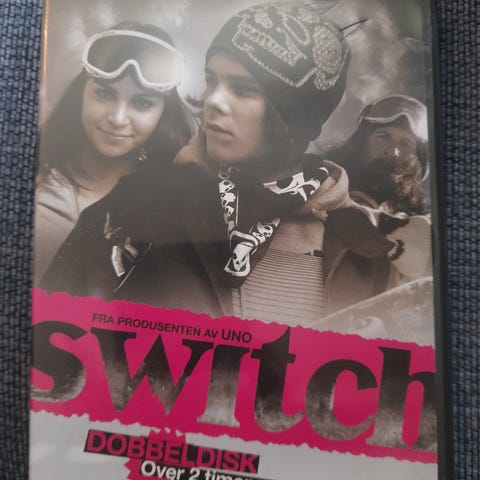 FRA PRODUSENTEN AV UNO
switch
DOBBELDISK
Over 2 timer